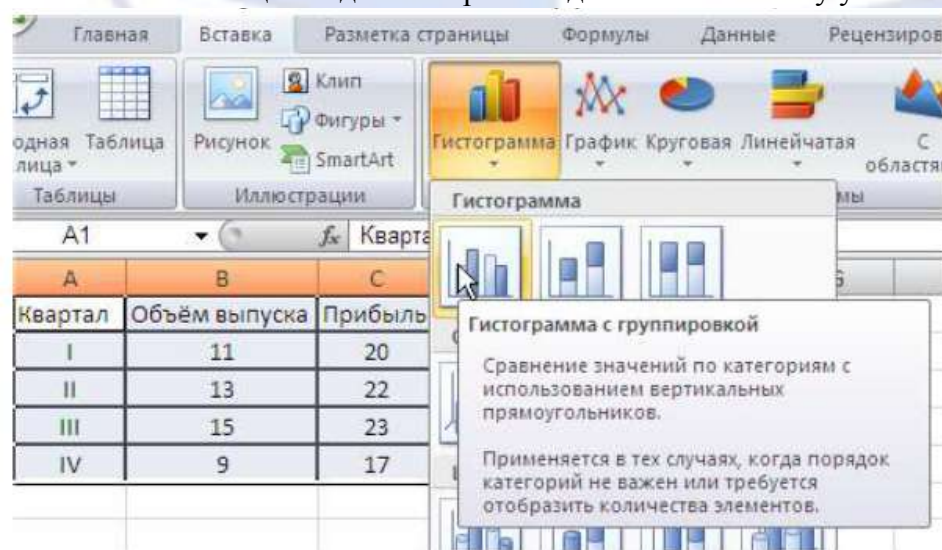 Главная Вставка Разметка страницы Формулы Данные Рецензиров
одная Таблица Рисунок Клип Гистограмма График Круговая Линейчатая С
лица Фигуры областя
SmartArt
Таблицы Иллюстрации мы
Гистограмма
A1 fx Кварта
A B C G
Квартал Объём выпуска Прибыль
I 11 20
II 13 22
III 15 23
IV 9 17
Гистограмма с группировкой
Сравнение значений по категориям с
использованием вертикальных
прямоугольников.
Применяется в тех случаях, когда порядок
категорий не важен или требуется
отобразить количества элементов.